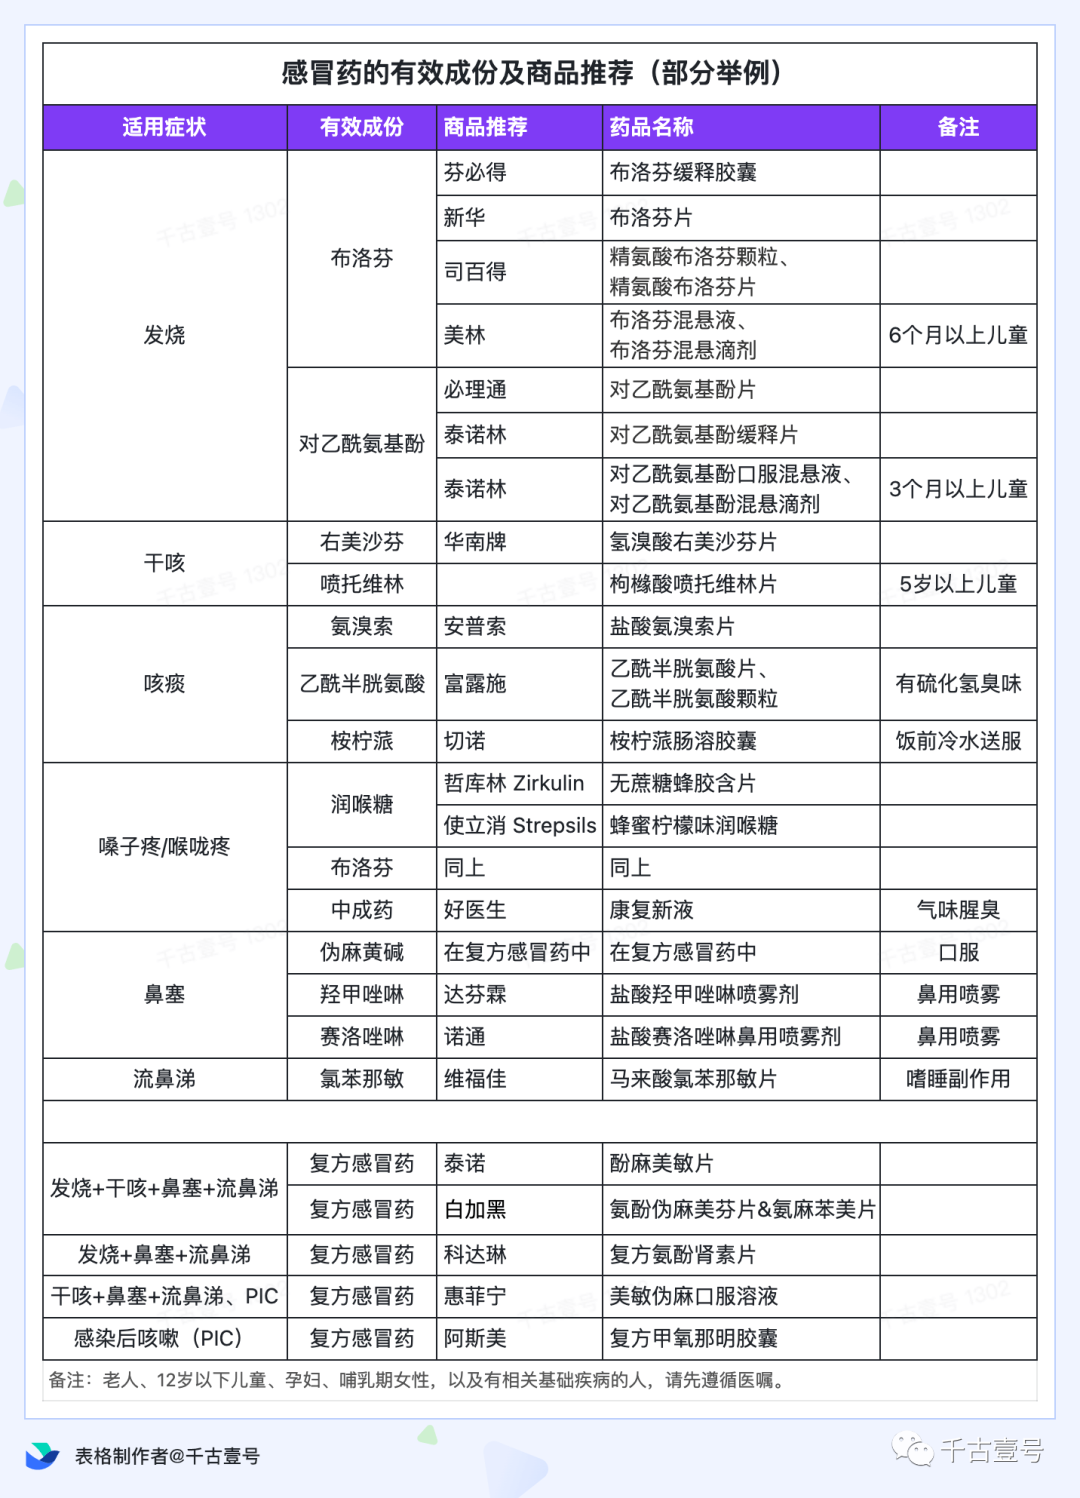 感冒药的有效成份及商品推荐（部分举例）
适用症状 有效成份 商品推荐 药品名称 备注
发烧 布洛芬 芬必得 布洛芬缓释胶囊
新华 布洛芬片
司百得 精氨酸布洛芬颗粒、
精氨酸布洛芬片
美林 布洛芬混悬液、
布洛芬混悬滴剂 6个月以上儿童
对乙酰氨基酚 必理通 对乙酰氨基酚片
泰诺林 对乙酰氨基酚缓释片
泰诺林 对乙酰氨基酚口服混悬液、
对乙酰氨基酚混悬滴剂 3个月以上儿童
干咳 右美沙芬 华南牌 氢溴酸右美沙芬片
喷托维林 枸橼酸喷托维林片 5岁以上儿童
咳痰 氨溴索 安普索 盐酸氨溴索片
乙酰半胱氨酸 富露施 乙酰半胱氨酸片、
乙酰半胱氨酸颗粒 有硫化氢臭味
桉柠蒎 切诺 桉柠蒎肠溶胶囊 饭前冷水送服
嗓子疼/喉咙疼 润喉糖 哲库林 Zirkulin 无蔗糖蜂胶含片
使立消 Strepsils 蜂蜜柠檬味润喉糖
布洛芬 同上 同上
中成药 好医生 康复新液 气味腥臭
鼻塞 伪麻黄碱 在复方感冒药中 在复方感冒药中 口服
羟甲唑啉 达芬霖 盐酸羟甲唑啉喷雾剂 鼻用喷雾
赛洛唑啉 诺通 盐酸赛洛唑啉鼻用喷雾剂 鼻用喷雾
流鼻涕 氯苯那敏 维福佳 马来酸氯苯那敏片 嗜睡副作用
发烧+干咳+鼻塞+流鼻涕 复方感冒药 泰诺 酚麻美敏片
复方感冒药 白加黑 氨酚伪麻美芬片&氨麻苯美片
发烧+鼻塞+流鼻涕 复方感冒药 科达琳 复方氨酚肾素片
干咳+鼻塞+流鼻涕、PIC 复方感冒药 惠菲宁 美敏伪麻口服溶液
感染后咳嗽（PIC） 复方感冒药 阿斯美 复方甲氧那明胶囊
备注：老人、12岁以下儿童、孕妇、哺乳期女性，以及有相关基础疾病的人，请先遵循医嘱。
表格制作者@千古壹号
千古壹号
千古壹号 1302